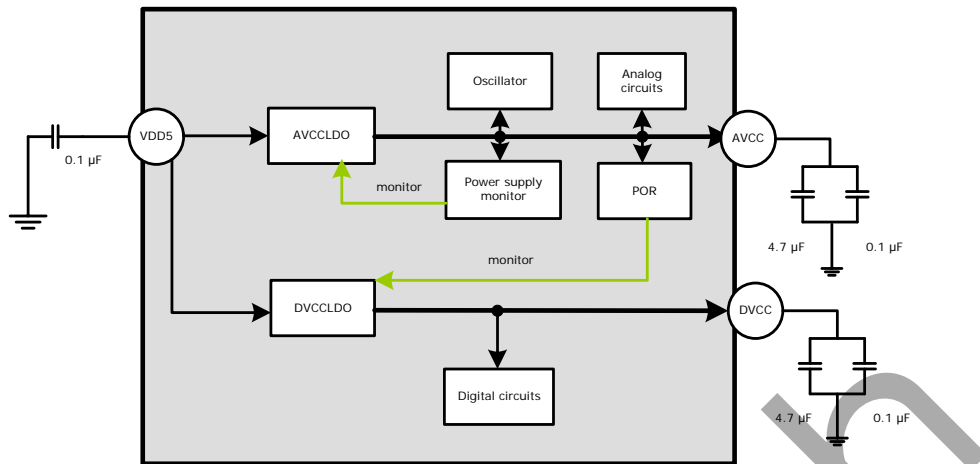 Oscillator
Analog
circuits
VDD5
AVCCLDO
AVCC
0.1 µF
monitor
Power supply
monitor
POR
4.7 µF
0.1 µF
monitor
DVCCLDO
DVCC
Digital circuits
4.7 µF
0.1 µF